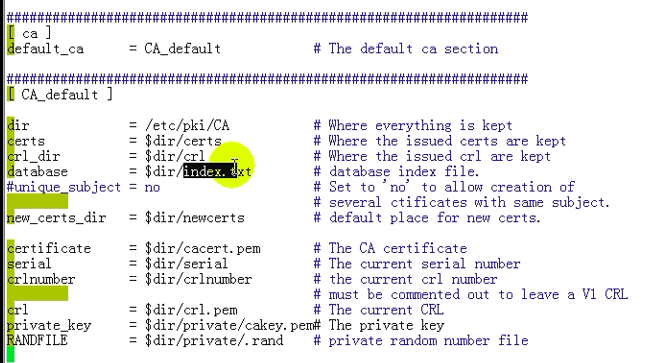 ####################################################################
[ ca ]
default_ca = CA_default # The default ca section
####################################################################
[ CA_default ]
dir = /etc/pki/CA # Where everything is kept
certs = $dir/certs # Where the issued certs are kept
crl_dir = $dir/crl # Where the issued crl are kept
database = $dir/index.txt # database index file.
#unique_subject = no # Set to 'no' to allow creation of
# several ctificates with same subject.
new_certs_dir = $dir/newcerts # default place for new certs.
certificate = $dir/cacert.pem # The CA certificate
serial = $dir/serial # The current serial number
crlnumber = $dir/crlnumber # the current crl number
# must be commented out to leave a V1 CRL
crl = $dir/crl.pem # The current CRL
private_key = $dir/private/cakey.pem# The private key
RANDFILE = $dir/private/.rand # private random number file